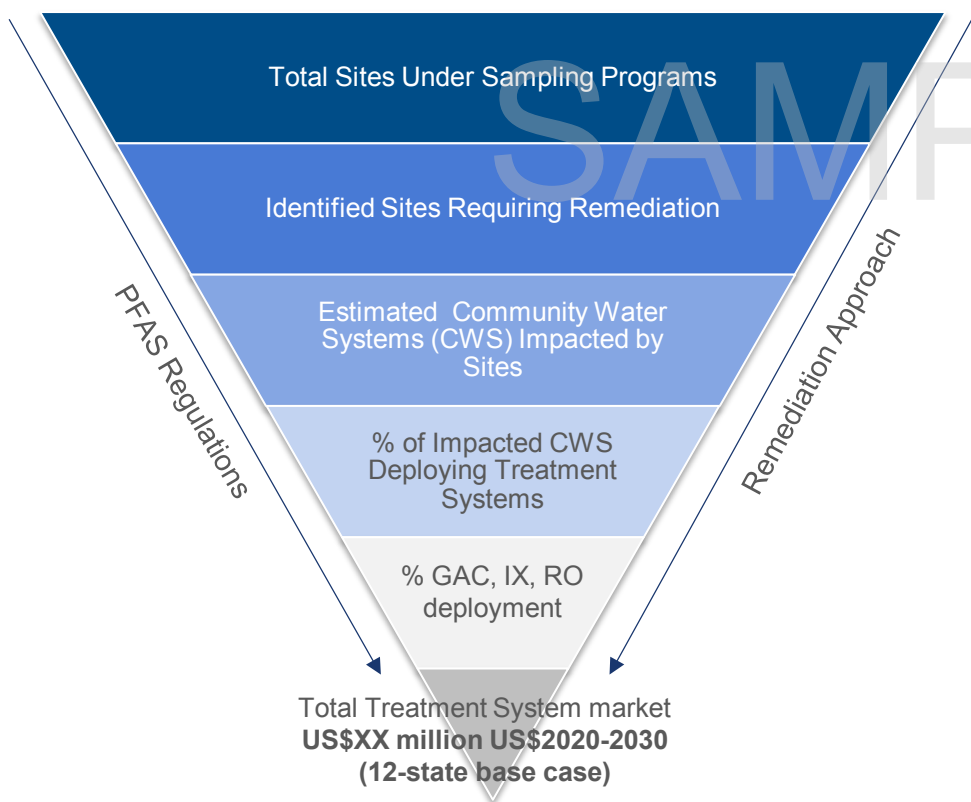 Total Sites Under Sampling Programs
Identified Sites Requiring Remediation
Estimated  Community Water
Systems (CWS) Impacted by
Sites
% of Impacted CWS
Deploying Treatment
Systems
% GAC, IX, RO
deployment
Total Treatment System market
US$XX million US$2020-2030
(12-state base case)
PFAS Regulations
Remediation Approach